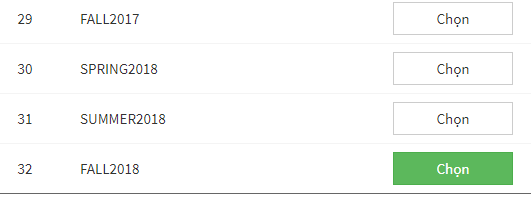 29 FALL2017 Chọn
30 SPRING2018 Chọn
31 SUMMER2018 Chọn
32 FALL2018 Chọn